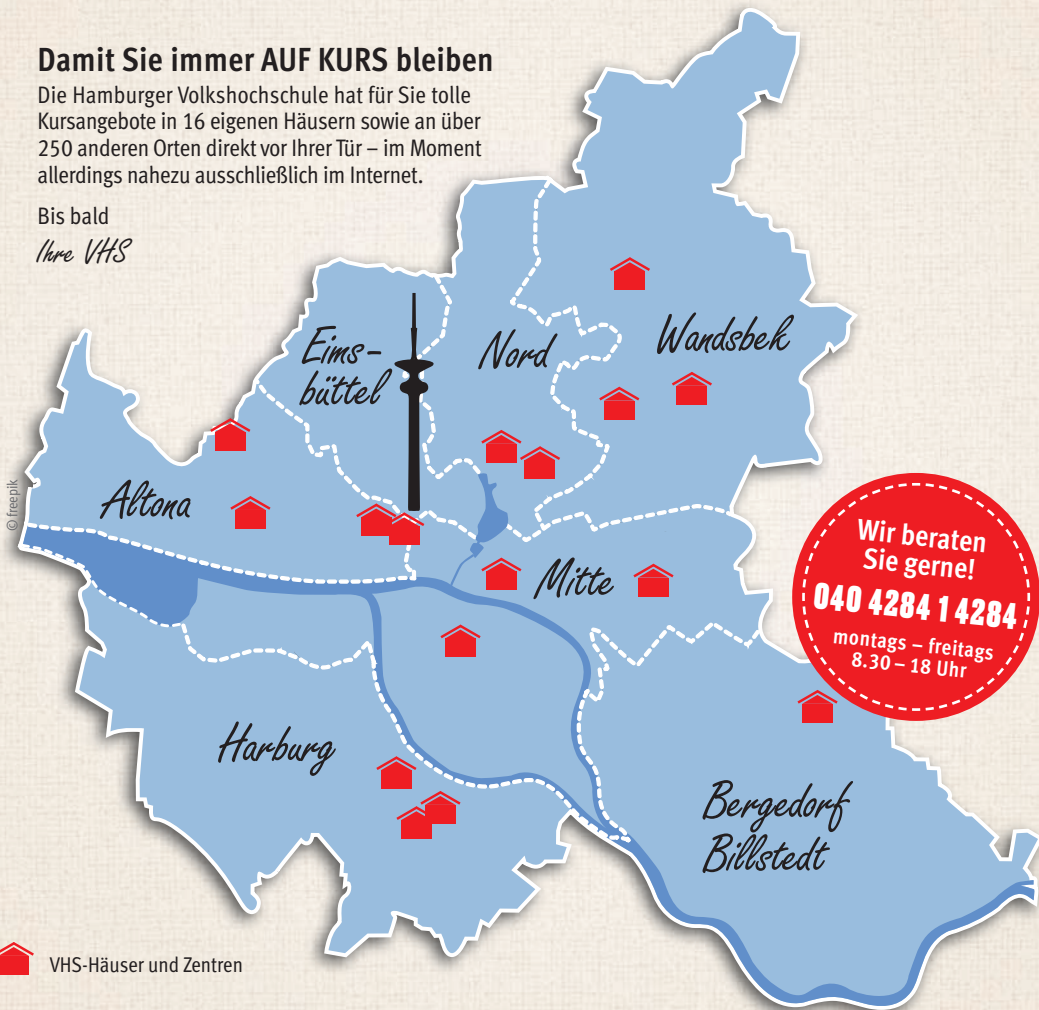 Damit Sie immer AUF KURS bleiben
Die Hamburger Volkshochschule hat für Sie tolle
Kursangebote in 16 eigenen Häusern sowie an über
250 anderen Orten direkt vor Ihrer Tür – im Moment
allerdings nahezu ausschließlich im Internet.
Bis bald
Ihre VHS
Eims-
büttel
Nord
Wandsbek
Altona
© freepik
Mitte
Wir beraten
Sie gerne!
040 4284 1 4284
montags – freitags
8.30 – 18 Uhr
Harburg
Bergedorf
Billstedt
VHS-Häuser und Zentren